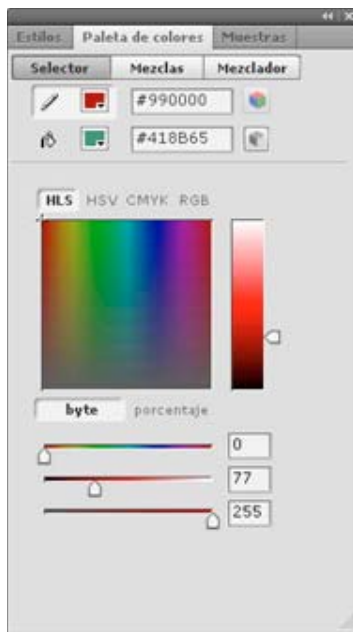 Estilos Paleta de colores Muestras
Selector Mezclas Mezclador
#990000
#418B65
HLS HSV CMYK RGB
byte porcentaje
0
77
255